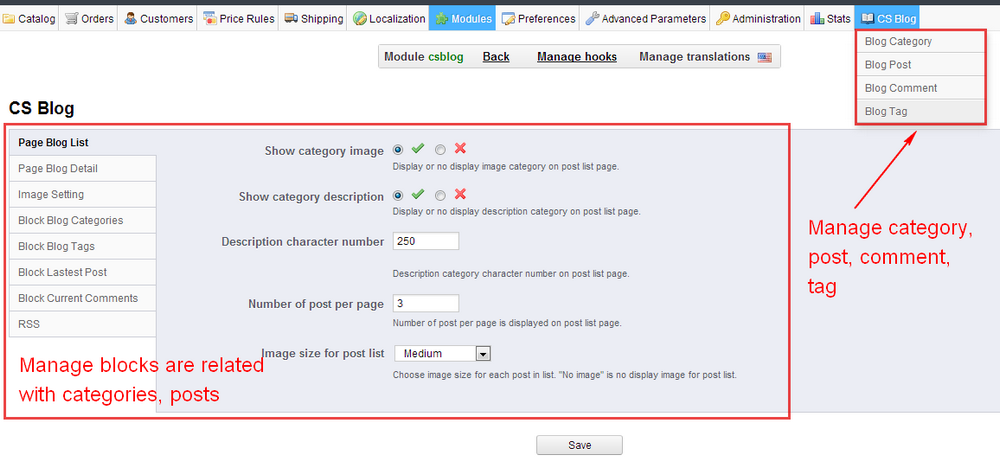 Catalog Orders Customers Price Rules Shipping Localization Modules Preferences Advanced Parameters Administration Stats CS Blog
Blog Category
Blog Post
Blog Comment
Blog Tag
Module csblog Back Manage hooks Manage translations
CS Blog
Page Blog List
Page Blog Detail
Image Setting
Block Blog Categories
Block Blog Tags
Block Lastest Post
Block Current Comments
RSS
Show category image
Display or no display image category on post list page.
Show category description
Display or no display description category on post list page.
Description character number 250
Description category character number on post list page.
Number of post per page 3
Number of post per page is displayed on post list page.
Image size for post list Medium
Choose image size for each post in list. "No image" is no display image for post list.
Manage blocks are related
with categories, posts
Manage category,
post, comment,
tag
Save